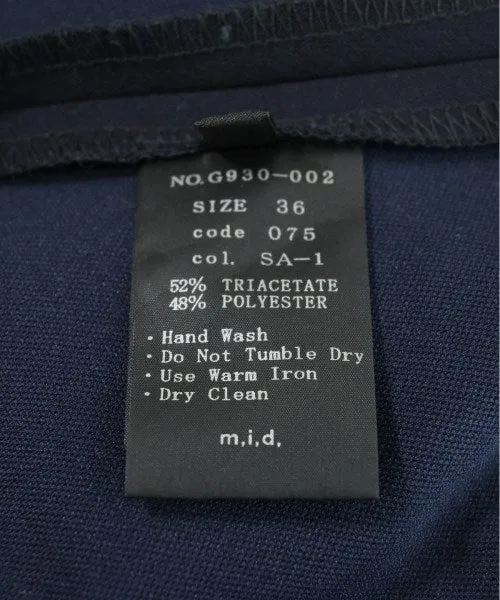 NO.G930-002
SIZE 36
code 075
col. SA-1
52% TRIACETATE
48% POLYESTER
· Hand Wash
· Do Not Tumble Dry
· Use Warm Iron
· Dry Clean
m.i.d.